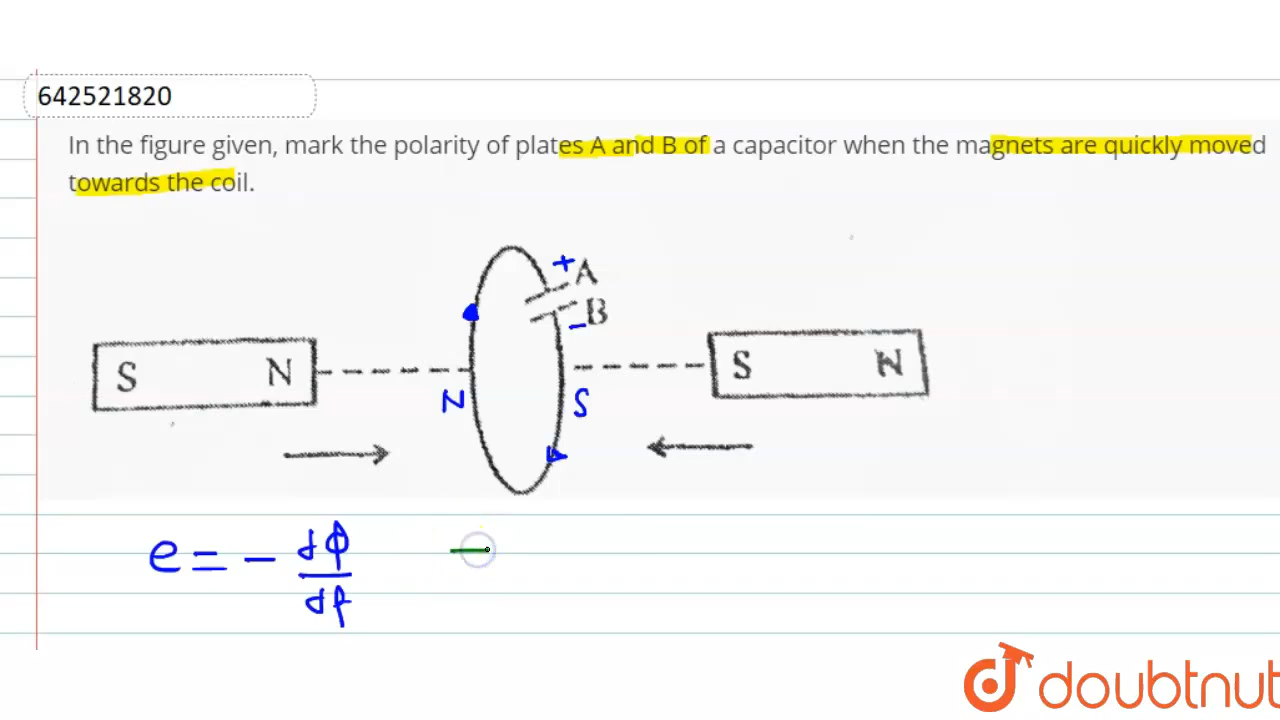 642521820
In the figure given, mark the polarity of plates A and B of a capacitor when the magnets are quickly moved
towards the coil.
+ A
- B
S N
N S
S N
e = - dϕ/dt
doubtnut